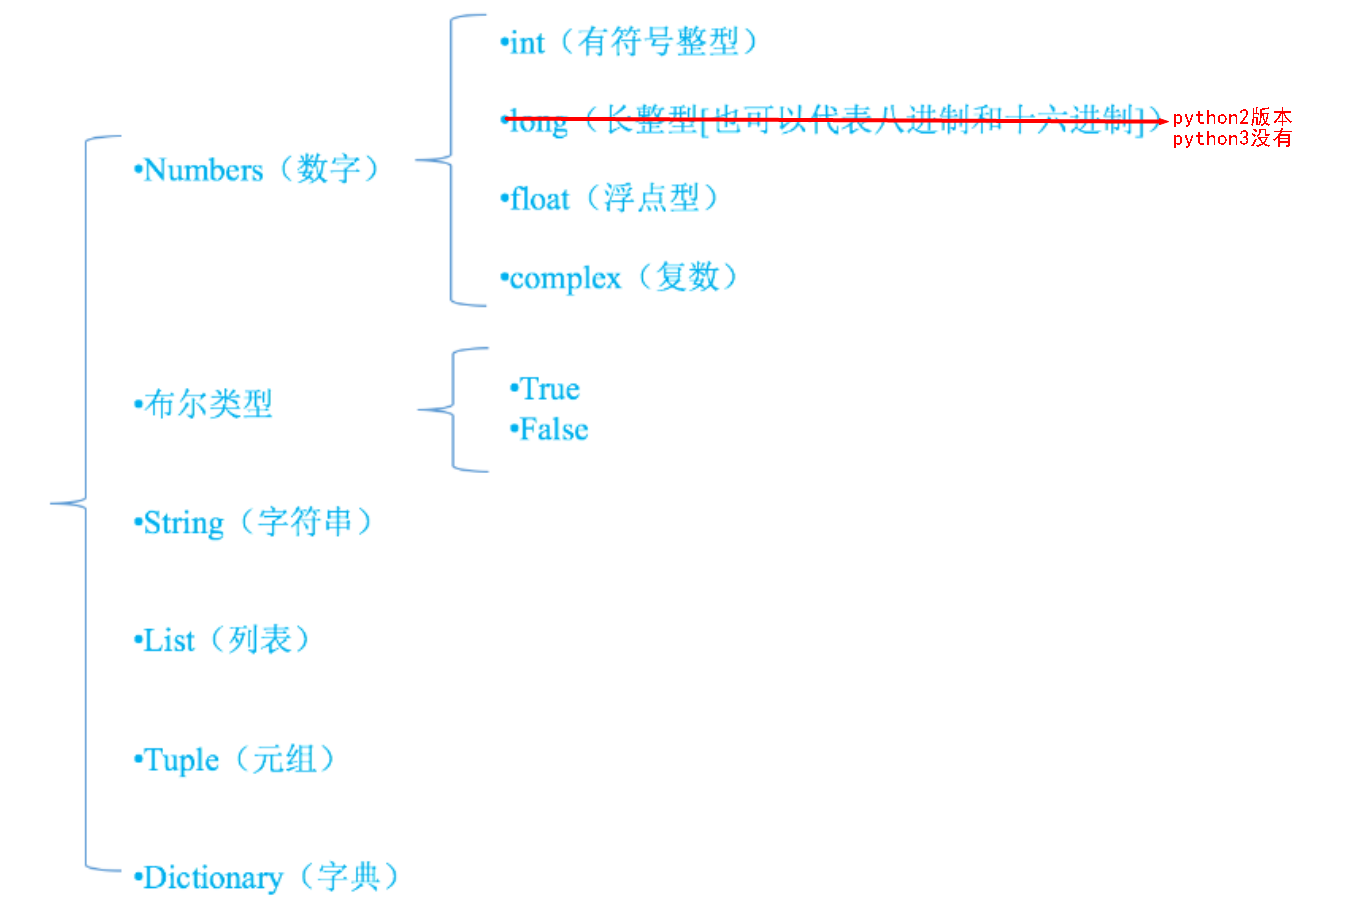 •int（有符号整型）
•long（长整型[也可以代表八进制和十六进制]）
python2版本
python3没有
•Numbers（数字）
•float（浮点型）
•complex（复数）
•布尔类型
•True
•False
•String（字符串）
•List（列表）
•Tuple（元组）
•Dictionary（字典）